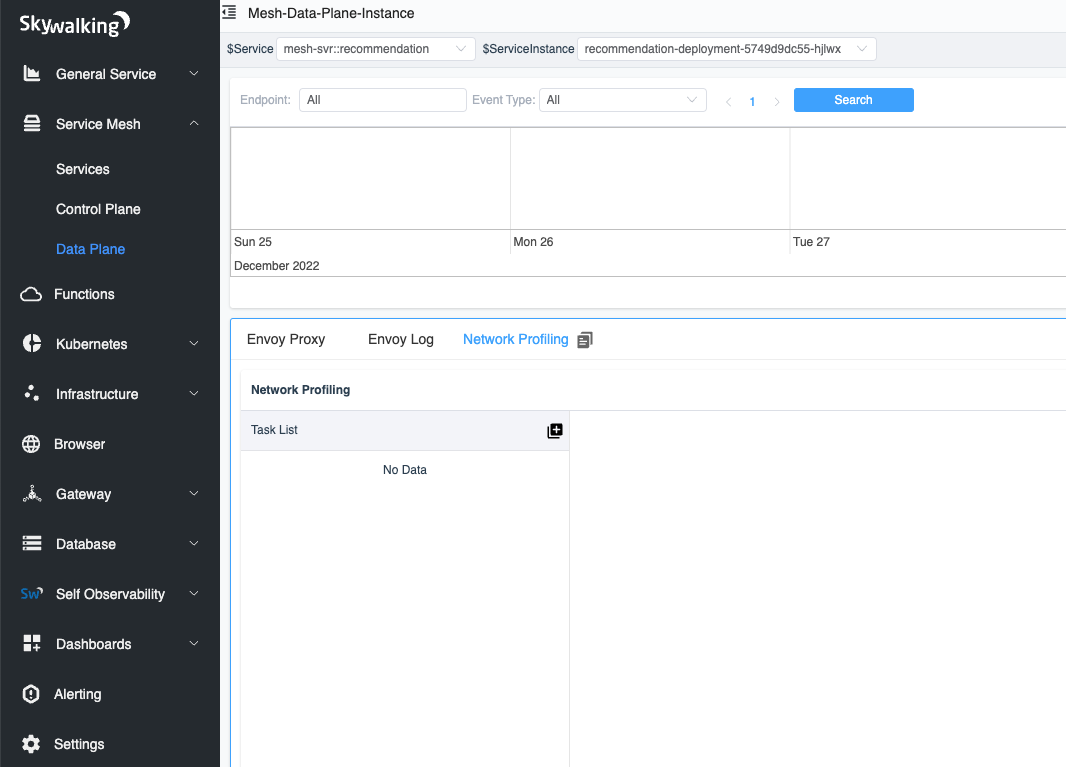 Skywalking
General Service
Service Mesh
Services
Control Plane
Data Plane
Functions
Kubernetes
Infrastructure
Browser
Gateway
Database
Sw Self Observability
Dashboards
Alerting
Settings
Mesh-Data-Plane-Instance
$Service mesh-svr::recommendation $ServiceInstance recommendation-deployment-5749d9dc55-hjlwx
Endpoint: All Event Type: All 1 Search
Sun 25 Mon 26 Tue 27
December 2022
Envoy Proxy Envoy Log Network Profiling
Network Profiling
Task List
No Data